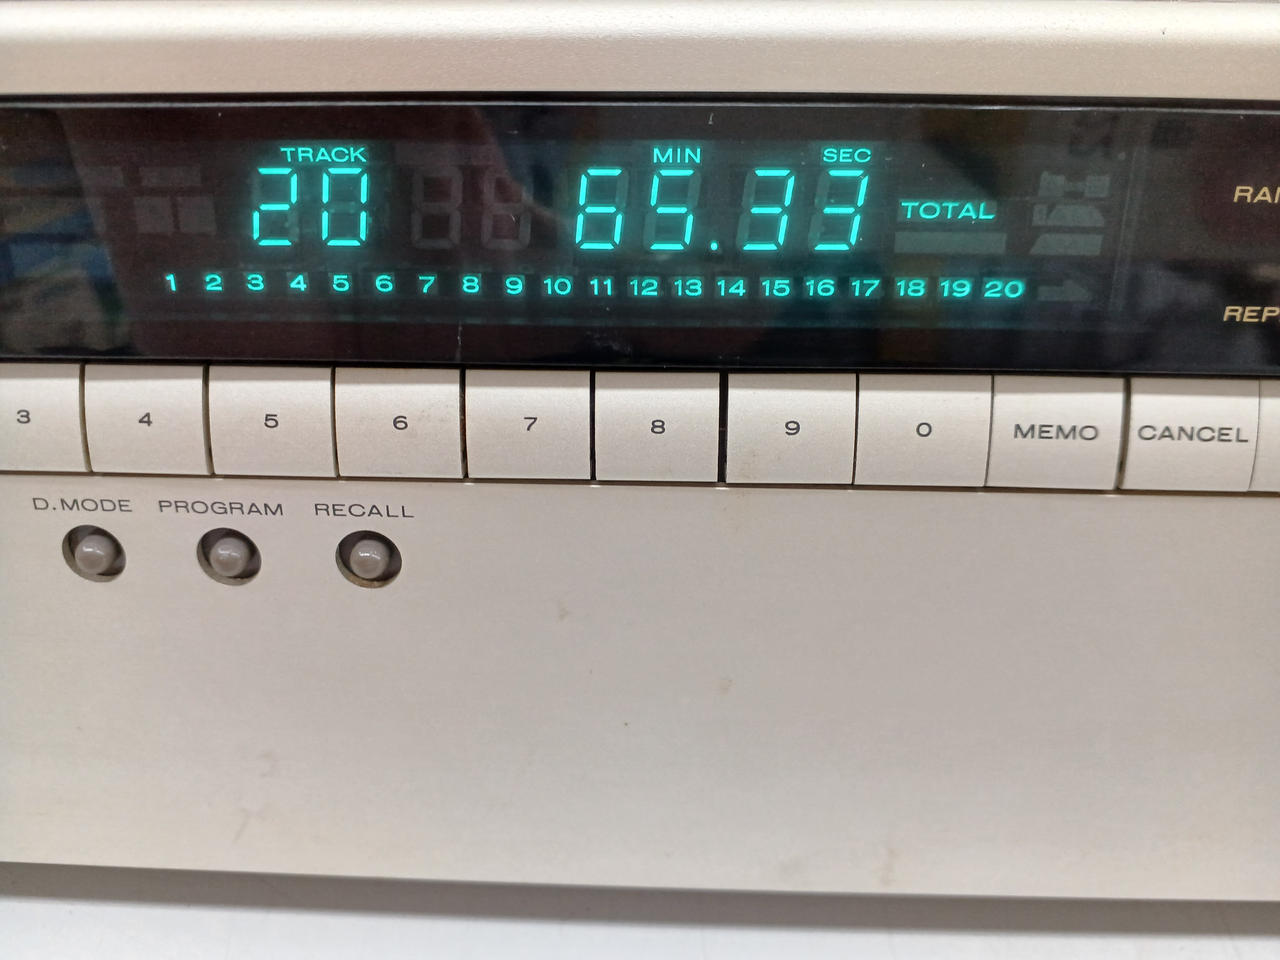 TRACK MIN SEC
20 65.33 TOTAL
1 2 3 4 5 6 7 8 9 10 11 12 13 14 15 16 17 18 19 20
3 4 5 6 7 8 9 0 MEMO CANCEL
D.MODE PROGRAM RECALL